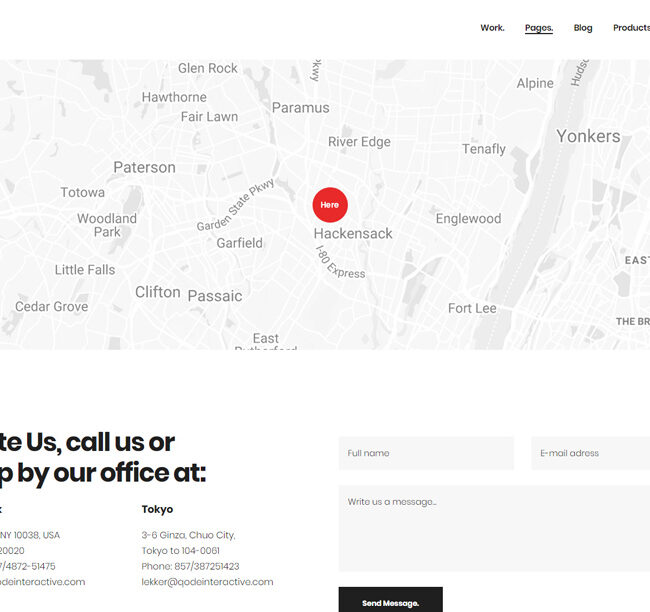 Work. Pages. Blog Products
Glen Rock
Pkwy
Alpine
Hawthorne
Paramus
Fair Lawn
River Edge
Yonkers
Tenafly
Paterson
Totowa
Garden State Pkwy
Here
Woodland
Park
Englewood
Hackensack
Garfield
I-80 Express
Little Falls
Clifton
Passaic
Cedar Grove
Fort Lee
East
THE
te Us, call us or
p by our office at:
Tokyo
NY 10038, USA
3-6 Ginza, Chuo City,
20020
Tokyo to 104-0061
7/4872-51475
Phone: 857/387251423
odeinteractive.com
lekker@qodeinteractive.com
Full name
E-mail adress
Write us a message...
Send Message.